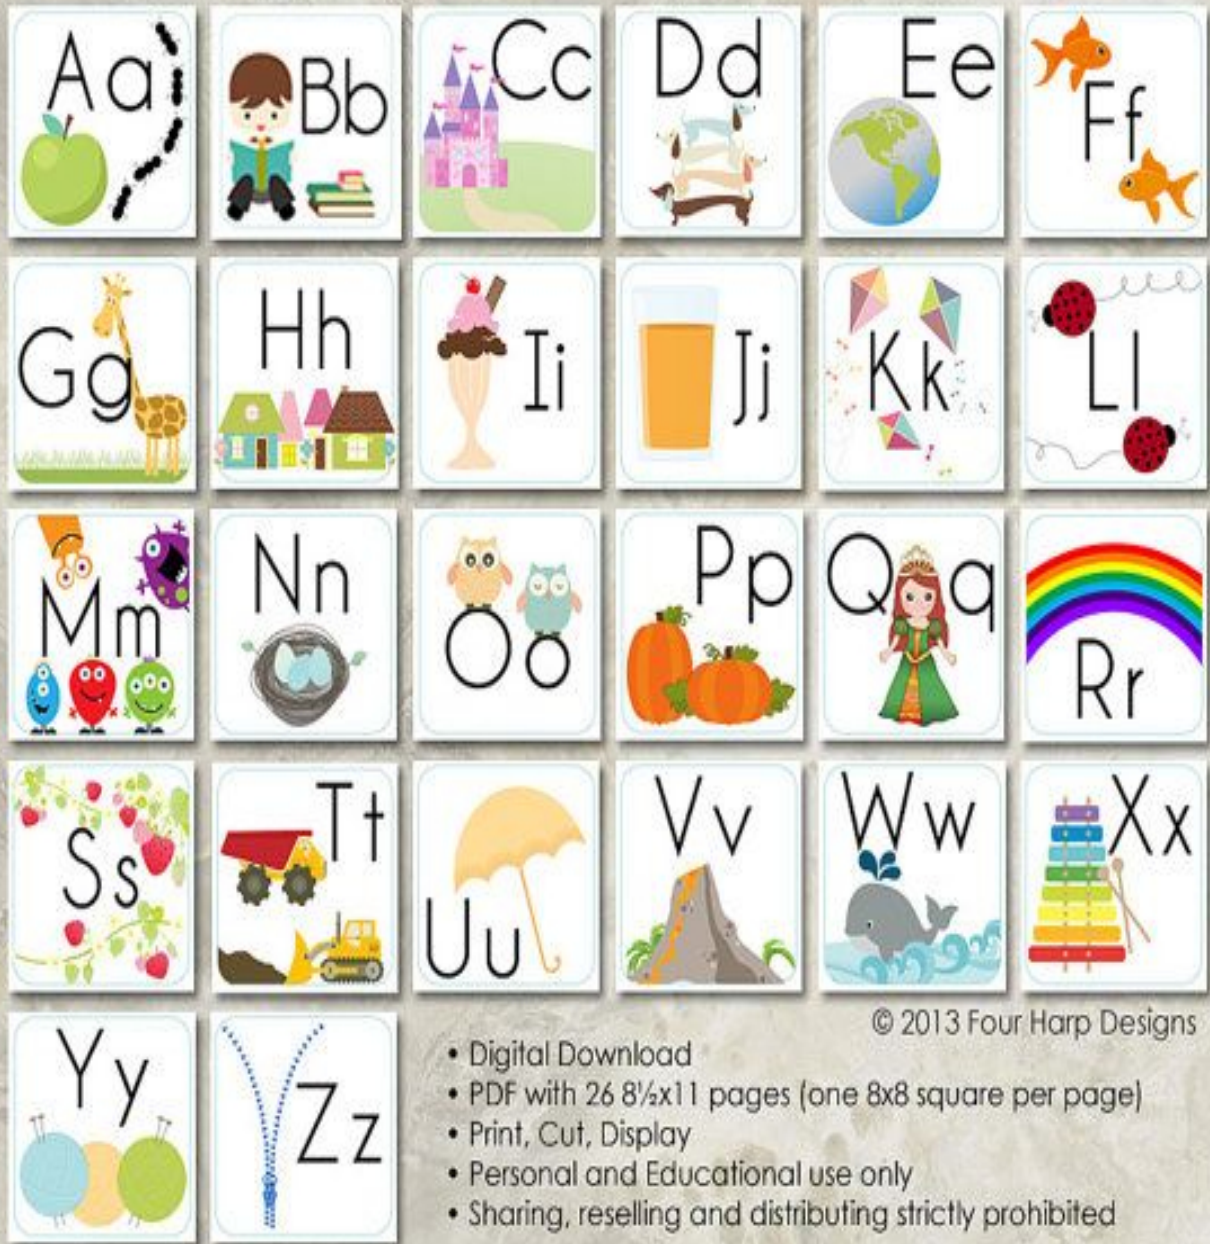 Aa
Bb
Cc
Dd
Ee
Ff
Gg
Hh
Ii
Jj
Kk
Ll
Mm
Nn
Oo
Pp
Qq
Rr
Ss
Tt
Uu
Vv
Ww
Xx
Yy
Zz
© 2013 Four Harp Designs
• Digital Download
• PDF with 26 8½x11 pages (one 8x8 square per page)
• Print, Cut, Display
• Personal and Educational use only
• Sharing, reselling and distributing strictly prohibited